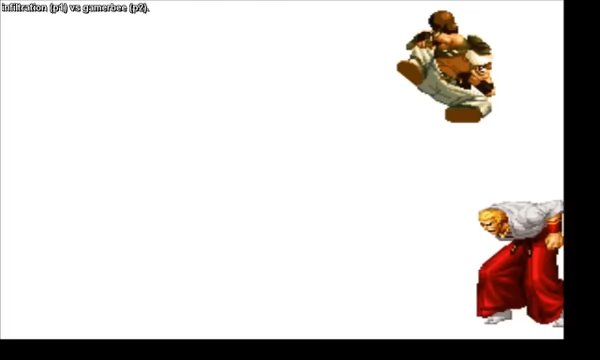 infiltration (p1) vs gamerbee (p2).